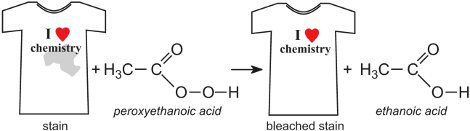 I ❤ chemistry
stain
+
H₃C–C
O
O–O–H
peroxyethanoic acid
I ❤ chemistry
bleached stain
+
H₃C–C
O
O–H
ethanoic acid